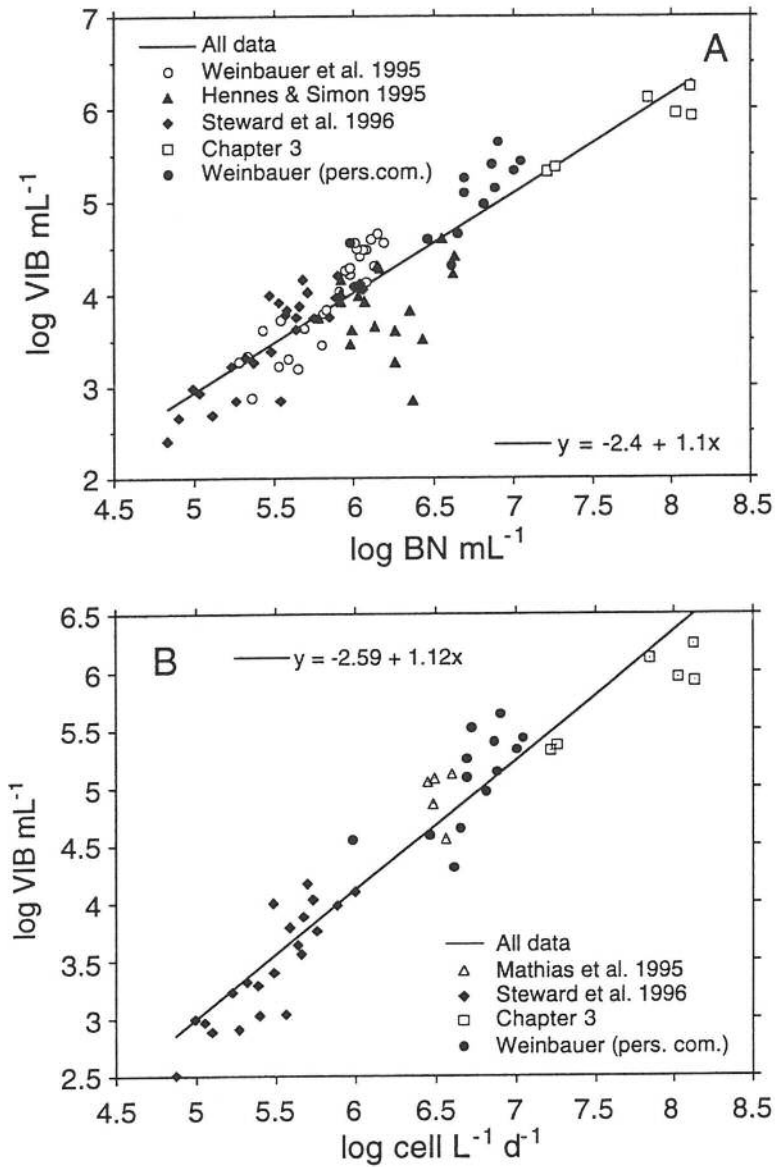 7
6
5
4
3
2
log VIB mL-1
All data
Weinbauer et al. 1995
Hennes & Simon 1995
Steward et al. 1996
Chapter 3
Weinbauer (pers.com.)
A
y = -2.4 + 1.1x
4.5 5 5.5 6 6.5 7 7.5 8 8.5
log BN mL-1
6.5
6
5.5
5
4.5
4
3.5
3
2.5
log VIB mL-1
B
y = -2.59 + 1.12x
All data
Mathias et al. 1995
Steward et al. 1996
Chapter 3
Weinbauer (pers. com.)
4.5 5 5.5 6 6.5 7 7.5 8 8.5
log cell L-1 d-1